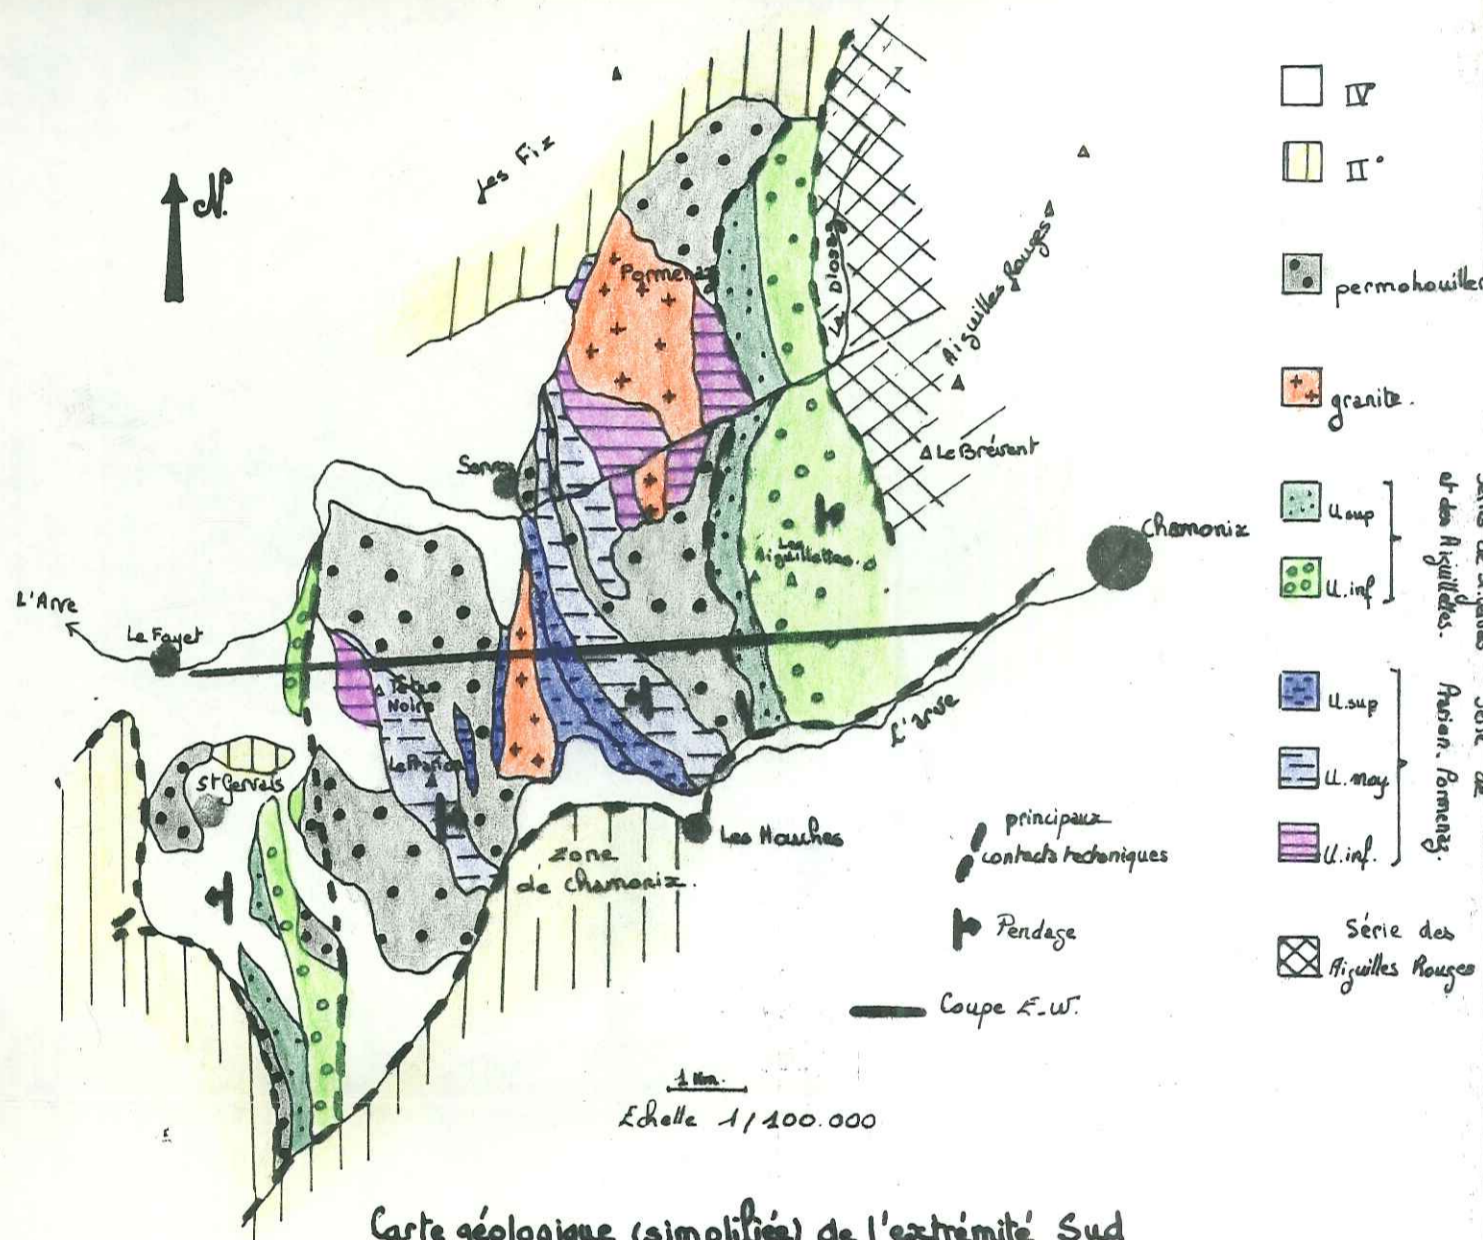 N.
Les Fiz
Pormenaz
La Diosaz
Aiguilles Rouges
Le Brévent
Servoz
Chamonix
Les
Aiguillettes.
L'Arve
Le Fayet
Tête
Noire
Le Prarion
St Gervais
L'Arve
Les Houches
Zone
de Chamonix.
IV
II°
permohouiller
granite.
U.sup
U.inf
et des Aiguillettes.
U.sup
U.moy
U.inf.
Série de
Prarion. Pormenaz.
Série des
Aiguilles Rouges
principaux
contacts tectoniques
Pendage
Coupe E-W.
1 Km.
Echelle 1/100.000
Carte géologique (simplifiée) de l'extrémité Sud